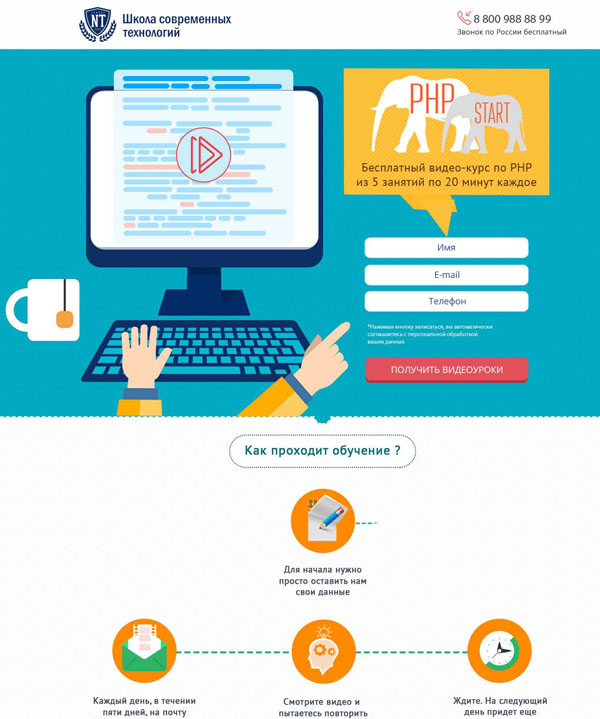 NT
Школа современных
технологий
8 800 988 88 99
Звонок по России бесплатный
PHP
START
Бесплатный видео-курс по PHP
из 5 занятий по 20 минут каждое
Имя
E-mail
Телефон
*Нажимая кнопку записаться, вы автоматически
соглашаетесь с персональной обработкой
ваших данных
ПОЛУЧИТЬ ВИДЕОУРОКИ
Как проходит обучение ?
Для начала нужно
просто оставить нам
свои данные
Каждый день, в течении
пяти дней, на почту
Смотрите видео и
пытаетесь повторить
Ждите. На следующий
день придет еще